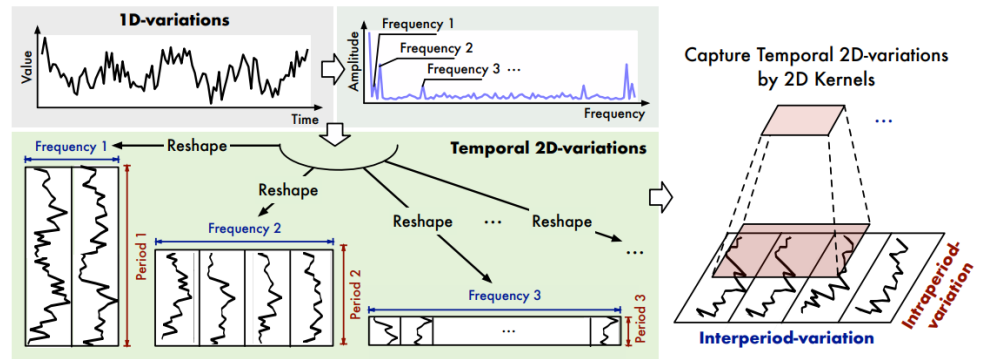 1D-variations
Value
Time
Amplitude
Frequency 1
Frequency 2
Frequency 3 ...
Frequency
Capture Temporal 2D-variations
by 2D Kernels
...
Temporal 2D-variations
Frequency 1
Reshape
Period 1
Reshape
Frequency 2
Period 2
Reshape
...
Reshape
...
Frequency 3
Period 3
...
Interperiod-variation
Intraperiod-
variation